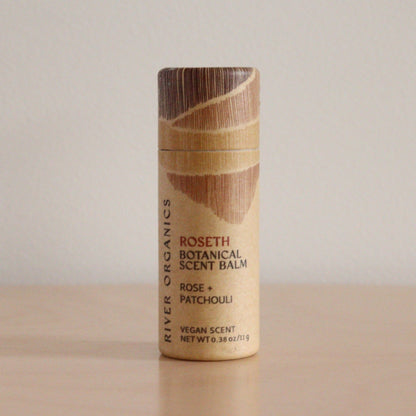 RIVER ORGANICS
ROSETH
BOTANICAL
SCENT BALM
ROSE +
PATCHOULI
VEGAN SCENT
NET WT 0.38 oz/11 g